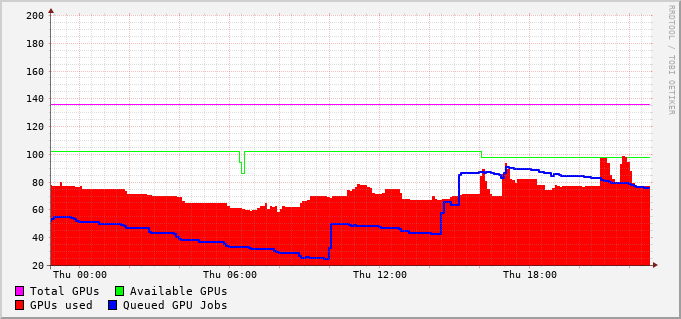 200
180
160
140
120
100
80
60
40
20
Thu 00:00 Thu 06:00 Thu 12:00 Thu 18:00
Total GPUs Available GPUs
GPUs used Queued GPU Jobs
RRDTOOL / TOBI OETIKER